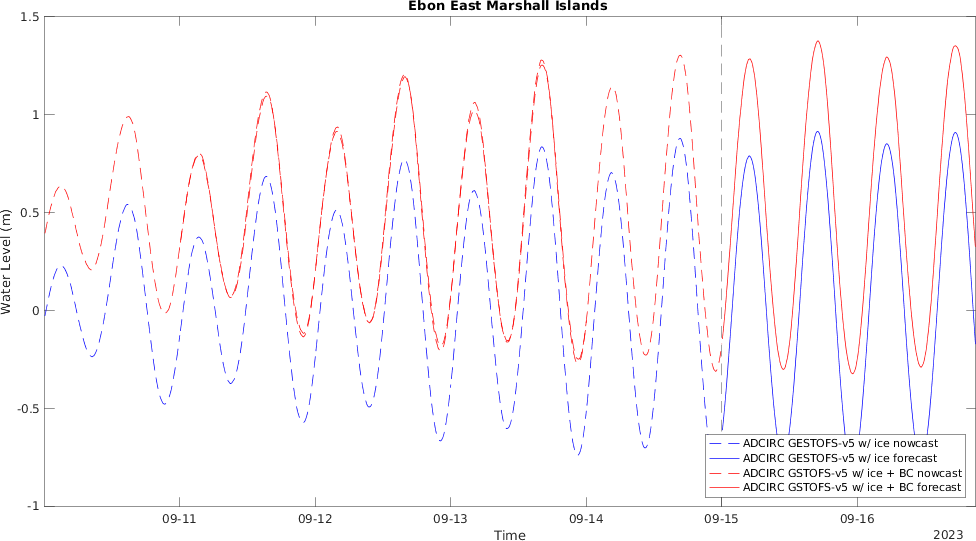 Ebon East Marshall Islands
1.5
1
0.5
0
-0.5
-1
Water Level (m)
09-11 09-12 09-13 09-14 09-15 09-16
Time
2023
ADCIRC GESTOFS-v5 w/ ice nowcast
ADCIRC GESTOFS-v5 w/ ice forecast
ADCIRC GSTOFS-v5 w/ ice + BC nowcast
ADCIRC GSTOFS-v5 w/ ice + BC forecast